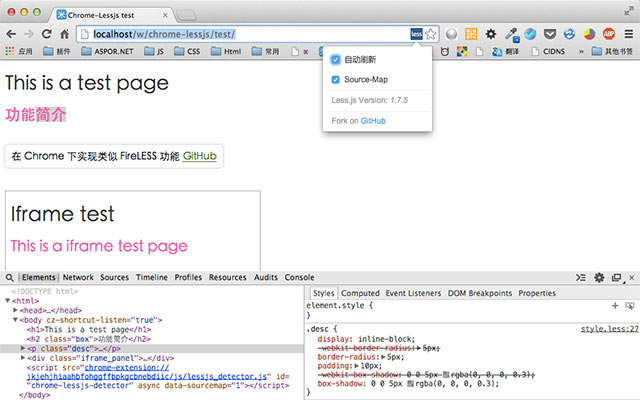 Chrome-Lessjs test
localhost/w/chrome-lessjs/test/
less
应用 插件 ASPOR.NET JS CSS Html 常用 翻译 CIDNS » 其他书签
ABP
自动刷新
Source-Map
Less.js Version: 1.7.5
Fork on GitHub
This is a test page
功能简介
在 Chrome 下实现类似 FireLESS 功能 GitHub
Iframe test
This is a iframe test page
Elements Network Sources Timeline Profiles Resources Audits Console
<!DOCTYPE html>
<html>
<head>…</head>
<body cz-shortcut-listen="true">
<h1>This is a test page</h1>
<h2 class="box">功能简介</h2>
<p class="desc">…</p>
<div class="iframe_panel">…</div>
<script src="chrome-extension://
jkjehjhiaahbfohggffbpkgcbnebdiic/js/lessjs_detector.js" id=
"chrome-lessjs-detector" async data-sourcemap="1"></script>
Styles Computed Event Listeners DOM Breakpoints Properties
element.style {
}
.desc { style.less:27
display: inline-block;
-webkit-border-radius: 5px;
border-radius: 5px;
padding: 10px;
-webkit-box-shadow: 0 0 5px rgba(0, 0, 0, 0.3);
box-shadow: 0 0 5px rgba(0, 0, 0, 0.3);
}